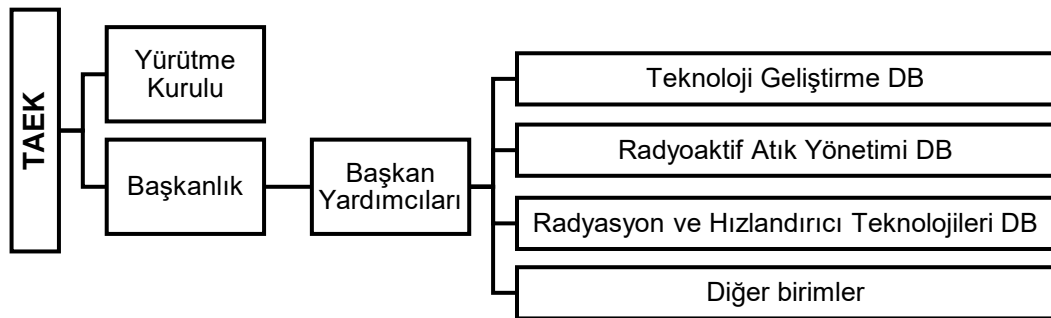 TAEK
Yürütme
Kurulu
Başkanlık
Başkan
Yardımcıları
Teknoloji Geliştirme DB
Radyoaktif Atık Yönetimi DB
Radyasyon ve Hızlandırıcı Teknolojileri DB
Diğer birimler